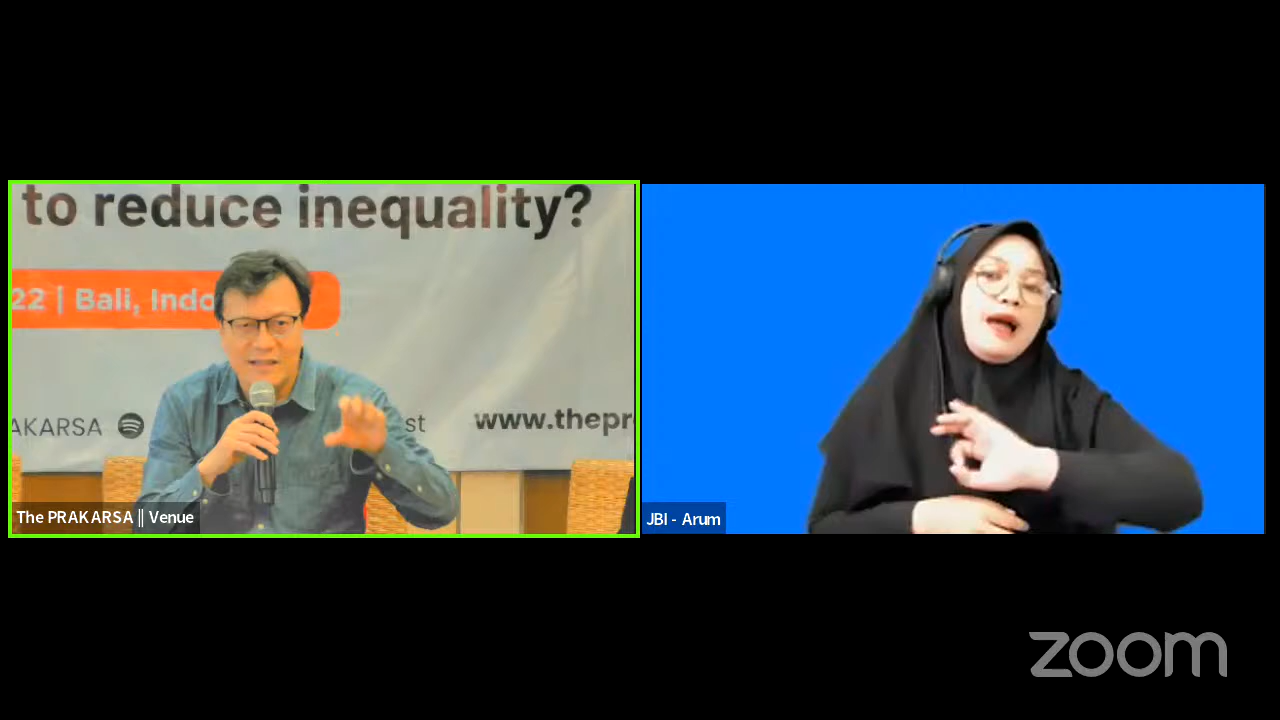 to reduce inequality?
22 | Bali, Indo
AKARSA
st
www.thepr
The PRAKARSA || Venue
JBI - Arum
zoom